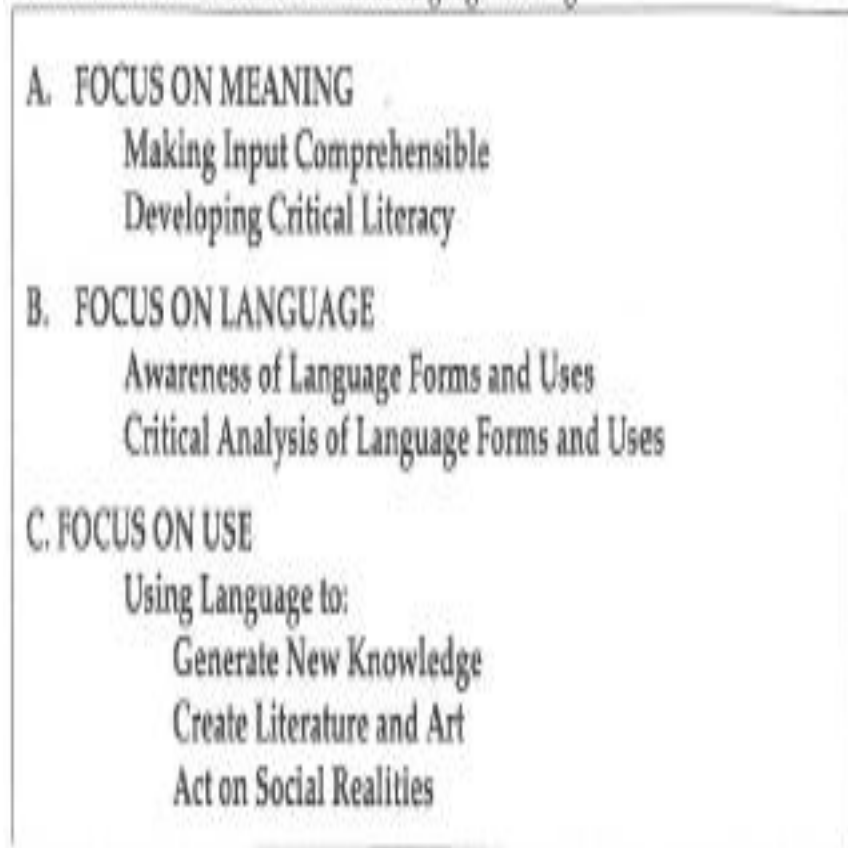 A. FOCUS ON MEANING
Making Input Comprehensible
Developing Critical Literacy
B. FOCUS ON LANGUAGE
Awareness of Language Forms and Uses
Critical Analysis of Language Forms and Uses
C. FOCUS ON USE
Using Language to:
Generate New Knowledge
Create Literature and Art
Act on Social Realities